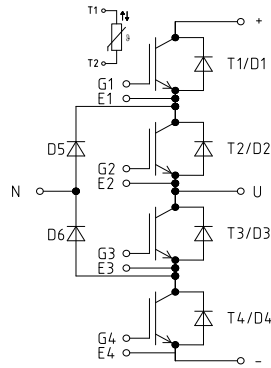 T1
+
T2
T1/D1
G1
E1
D5
T2/D2
G2
E2
N
U
D6
T3/D3
G3
E3
T4/D4
G4
E4
−